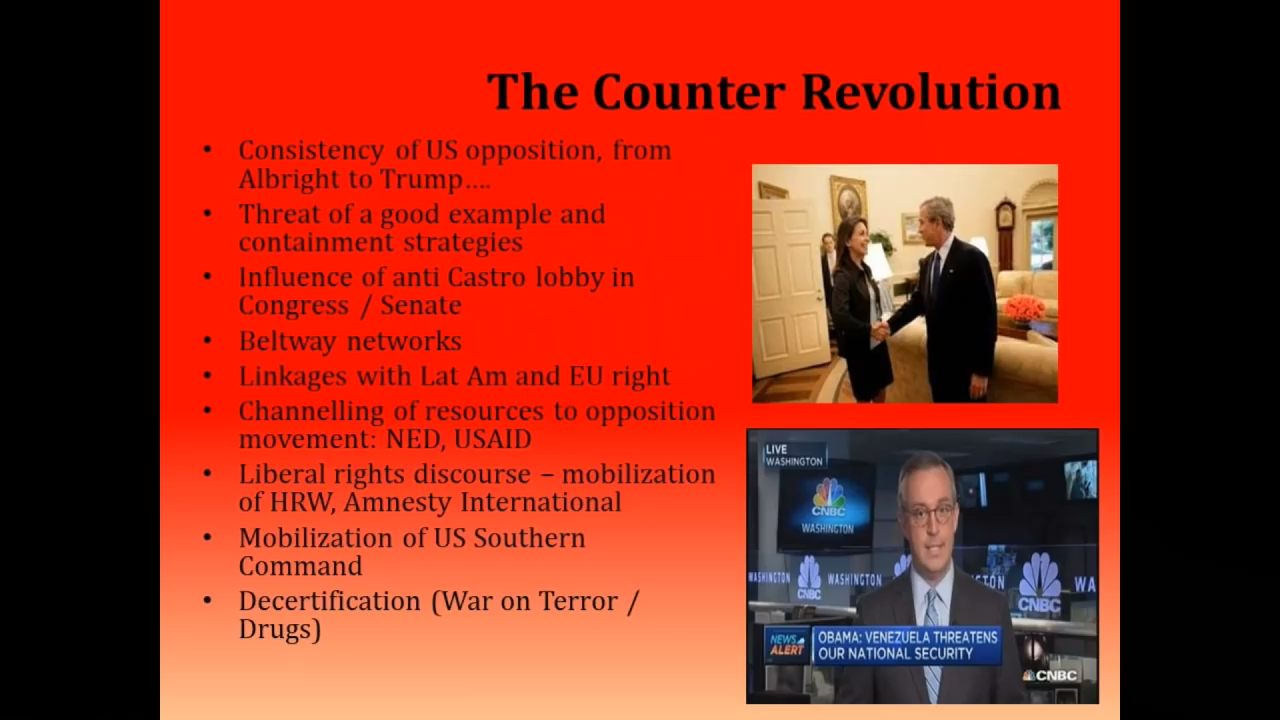 The Counter Revolution
• Consistency of US opposition, from
Albright to Trump....
• Threat of a good example and
containment strategies
• Influence of anti Castro lobby in
Congress / Senate
• Beltway networks
• Linkages with Lat Am and EU right
• Channelling of resources to opposition
movement: NED, USAID
• Liberal rights discourse – mobilization
of HRW, Amnesty International
• Mobilization of US Southern
Command
• Decertification (War on Terror /
Drugs)
LIVE
WASHINGTON
CNBC
WASHINGTON
WASHINGTON
WASHINGTON
CNBC
CNBC
NEWS
ALERT
OBAMA: VENEZUELA THREATENS
OUR NATIONAL SECURITY
CNBC